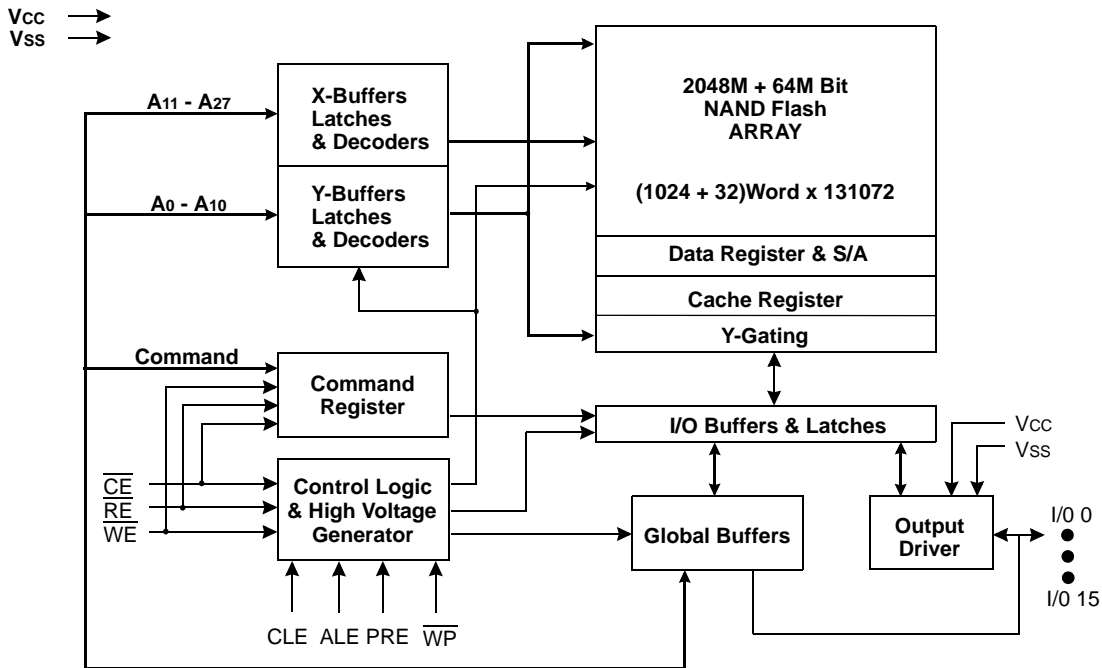 VCC
VSS
A11 - A27
X-Buffers
Latches
& Decoders
A0 - A10
Y-Buffers
Latches
& Decoders
2048M + 64M Bit
NAND Flash
ARRAY
(1024 + 32)Word x 131072
Data Register & S/A
Cache Register
Y-Gating
Command
Command
Register
I/O Buffers & Latches
VCC
VSS
CE
RE
WE
Control Logic
& High Voltage
Generator
Global Buffers
Output
Driver
I/0 0
I/0 15
CLE ALE PRE WP